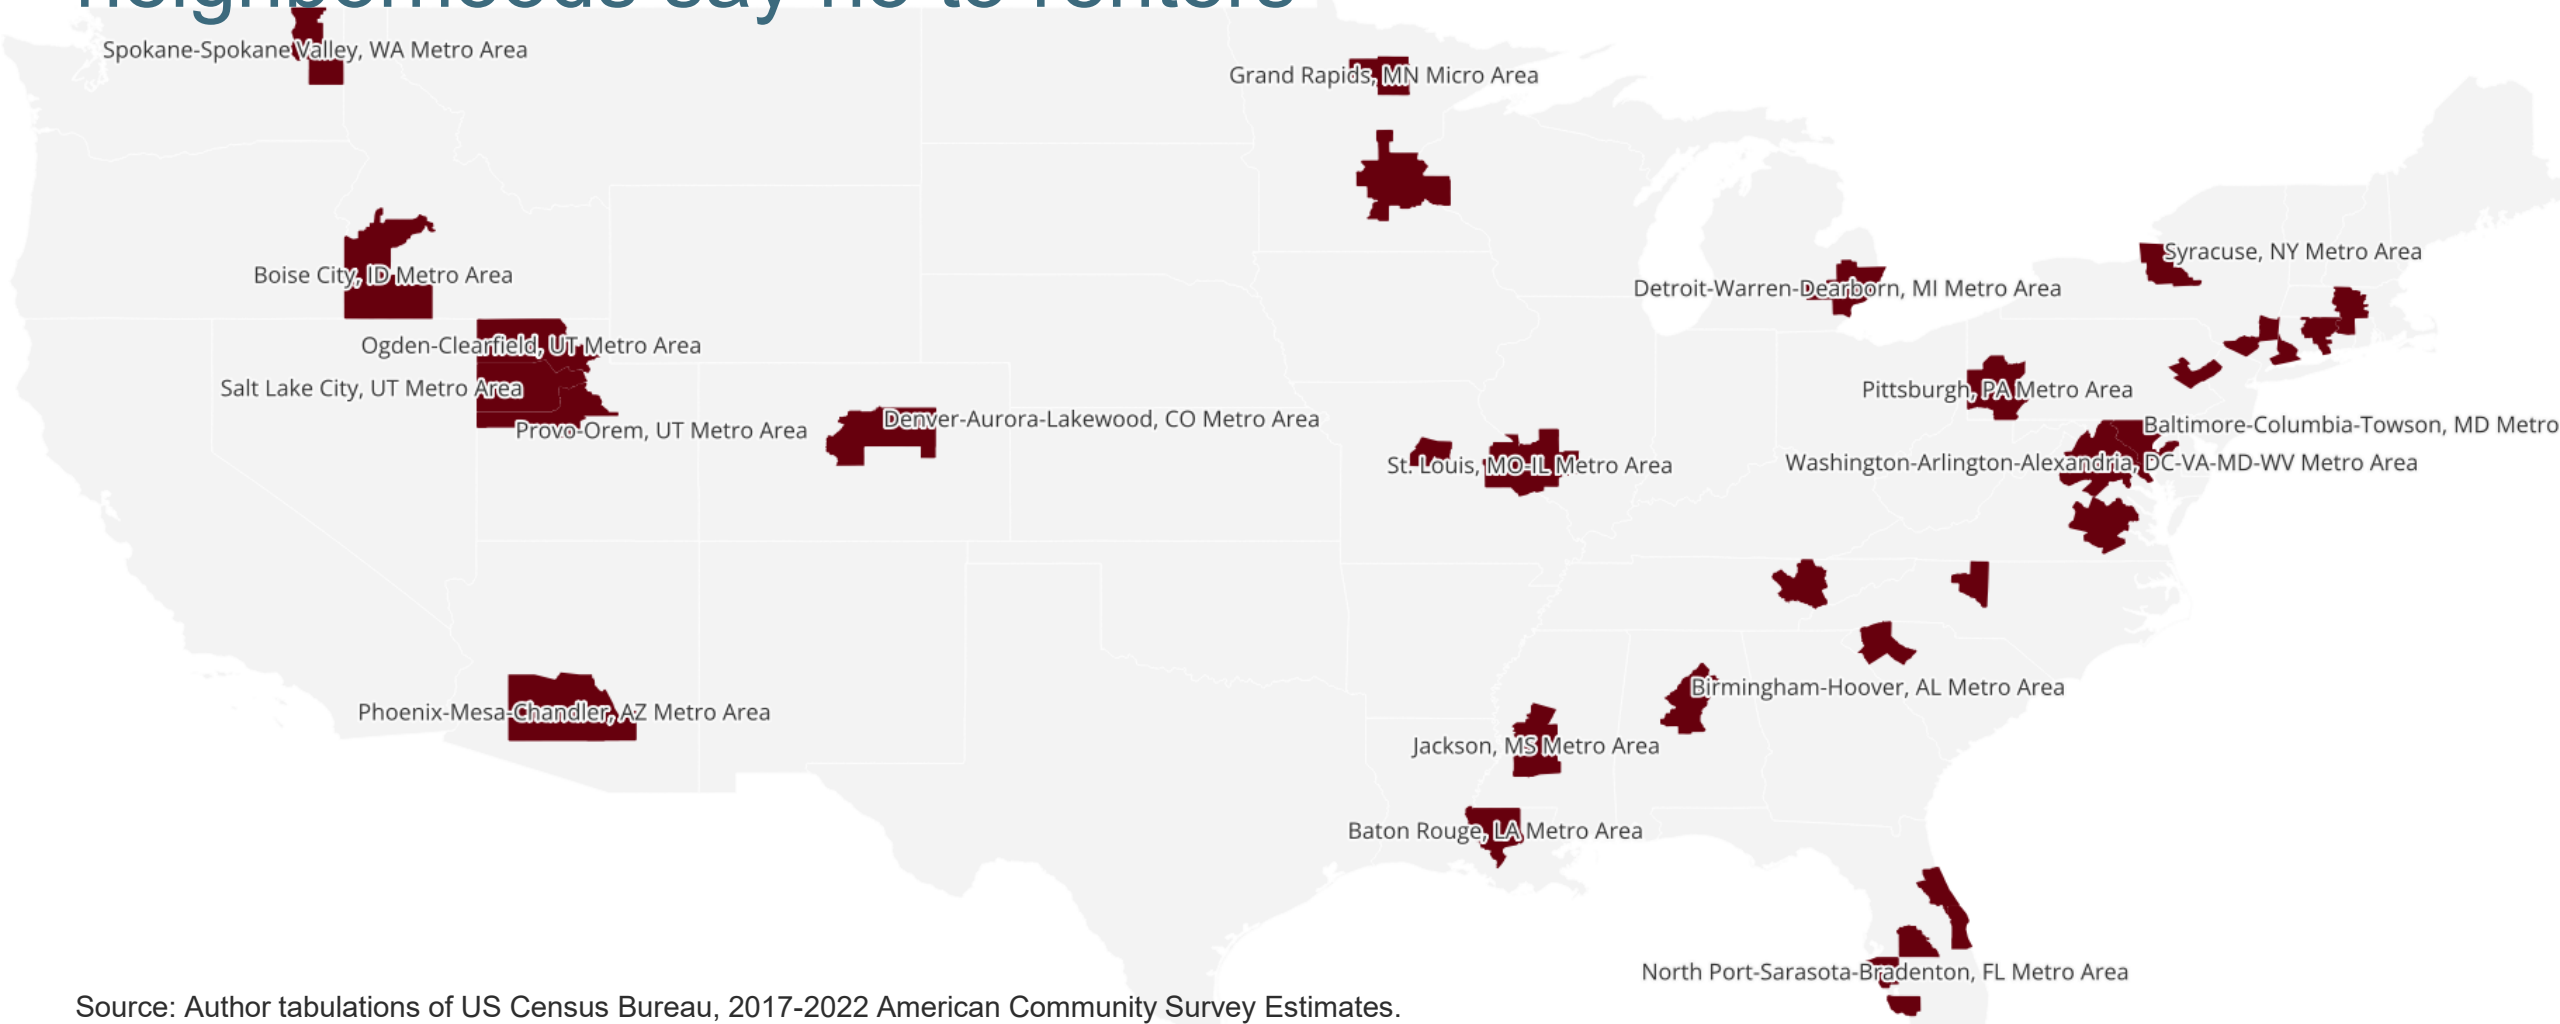 neighborhoods say no to renters
Spokane-Spokane Valley, WA Metro Area
Grand Rapids, MN Micro Area
Syracuse, NY Metro Area
Boise City, ID Metro Area
Detroit-Warren-Dearborn, MI Metro Area
Ogden-Clearfield, UT Metro Area
Salt Lake City, UT Metro Area
Pittsburgh, PA Metro Area
Provo-Orem, UT Metro Area
Denver-Aurora-Lakewood, CO Metro Area
Baltimore-Columbia-Towson, MD Metro
St. Louis, MO-IL Metro Area
Washington-Arlington-Alexandria, DC-VA-MD-WV Metro Area
Birmingham-Hoover, AL Metro Area
Phoenix-Mesa-Chandler, AZ Metro Area
Jackson, MS Metro Area
Baton Rouge, LA Metro Area
North Port-Sarasota-Bradenton, FL Metro Area
Source: Author tabulations of US Census Bureau, 2017-2022 American Community Survey Estimates.